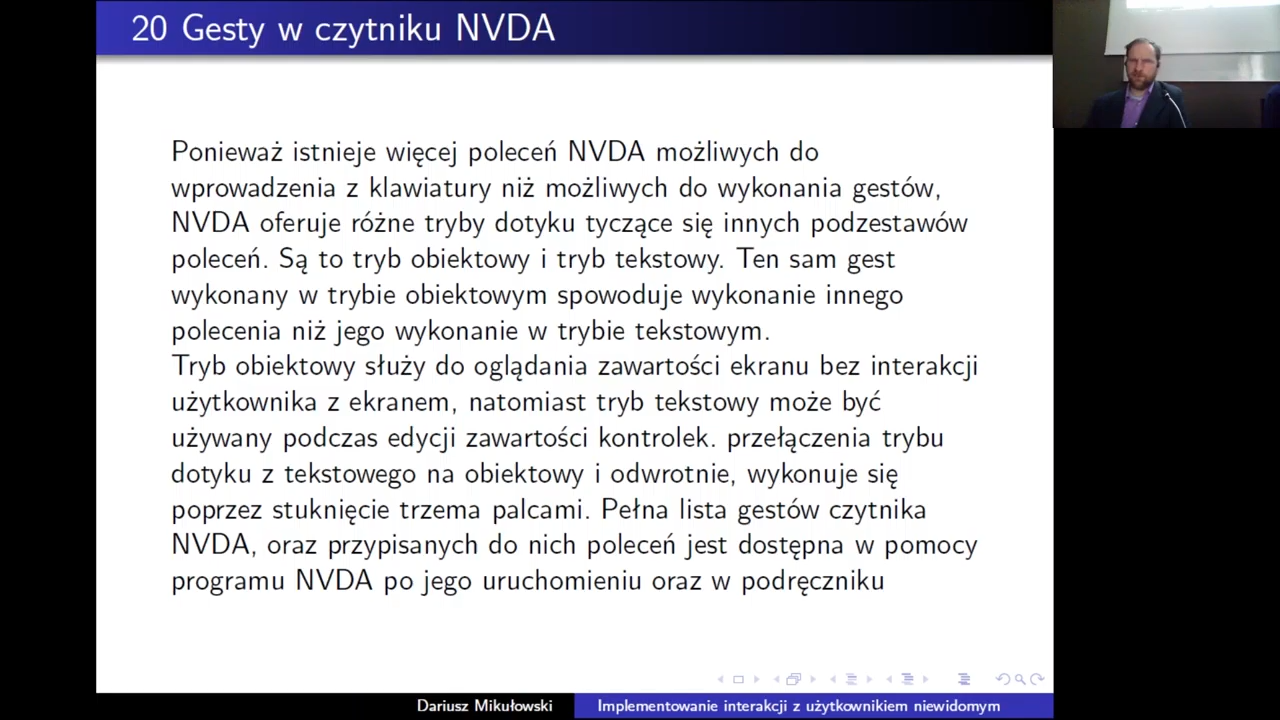 20 Gesty w czytniku NVDA
Ponieważ istnieje więcej poleceń NVDA możliwych do
wprowadzenia z klawiatury niż możliwych do wykonania gestów,
NVDA oferuje różne tryby dotyku tyczące się innych podzestawów
poleceń. Są to tryb obiektowy i tryb tekstowy. Ten sam gest
wykonany w trybie obiektowym spowoduje wykonanie innego
polecenia niż jego wykonanie w trybie tekstowym.
Tryb obiektowy służy do oglądania zawartości ekranu bez interakcji
użytkownika z ekranem, natomiast tryb tekstowy może być
używany podczas edycji zawartości kontrolek. przełączenia trybu
dotyku z tekstowego na obiektowy i odwrotnie, wykonuje się
poprzez stuknięcie trzema palcami. Pełna lista gestów czytnika
NVDA, oraz przypisanych do nich poleceń jest dostępna w pomocy
programu NVDA po jego uruchomieniu oraz w podręczniku
Dariusz Mikułowski
Implementowanie interakcji z użytkownikiem niewidomym